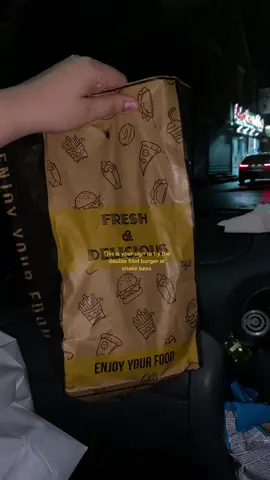 FRESH
&
DELICIOUS
This is your sign to try the
double fillet burger at
shake bees
ENJOY YOUR FOOD
ENJOY YOUR FOOD